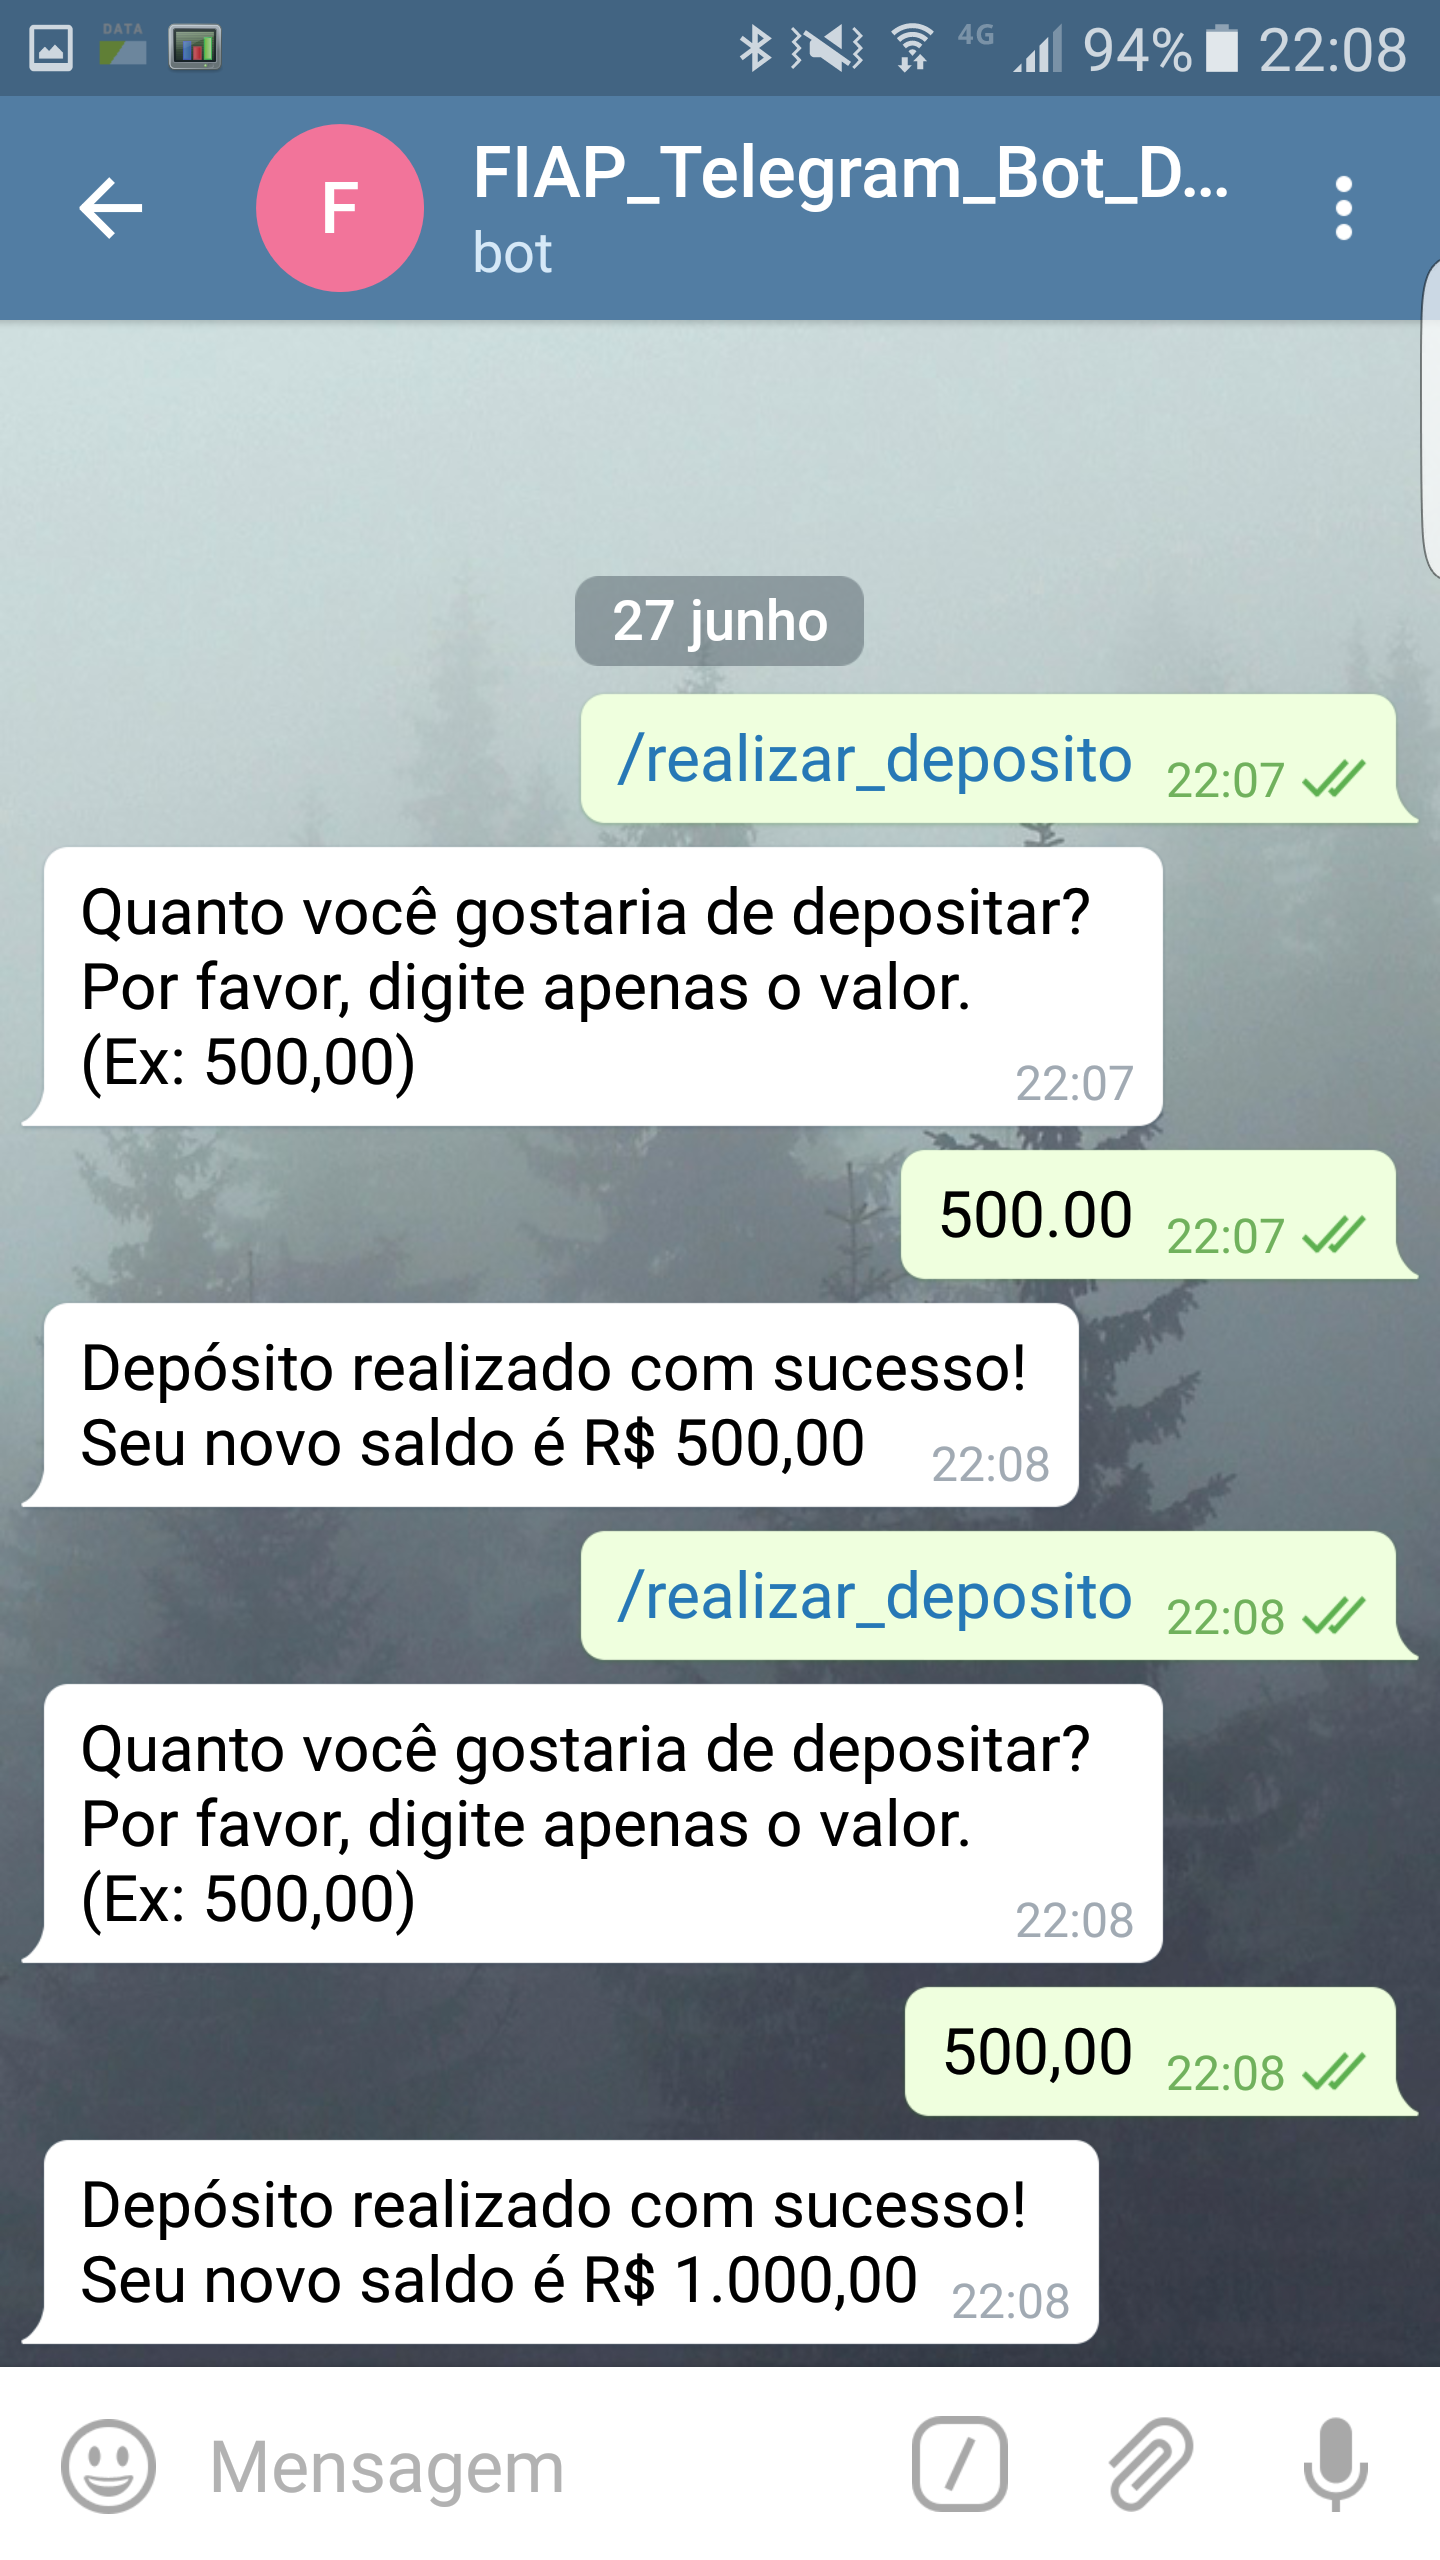 DATA
4G 94% 22:08
F
FIAP_Telegram_Bot_D...
bot
27 junho
/realizar_deposito 22:07
Quanto você gostaria de depositar?
Por favor, digite apenas o valor.
(Ex: 500,00) 22:07
500.00 22:07
Depósito realizado com sucesso!
Seu novo saldo é R$ 500,00 22:08
/realizar_deposito 22:08
Quanto você gostaria de depositar?
Por favor, digite apenas o valor.
(Ex: 500,00) 22:08
500,00 22:08
Depósito realizado com sucesso!
Seu novo saldo é R$ 1.000,00 22:08
Mensagem